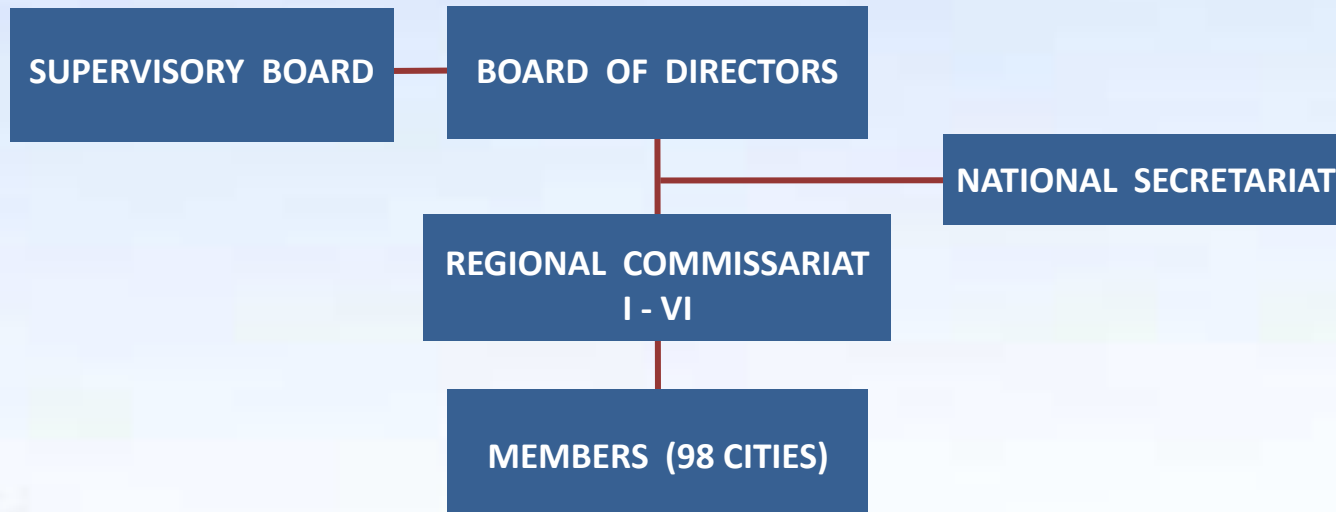 SUPERVISORY BOARD
BOARD OF DIRECTORS
NATIONAL SECRETARIAT
REGIONAL COMMISSARIAT
I - VI
MEMBERS (98 CITIES)